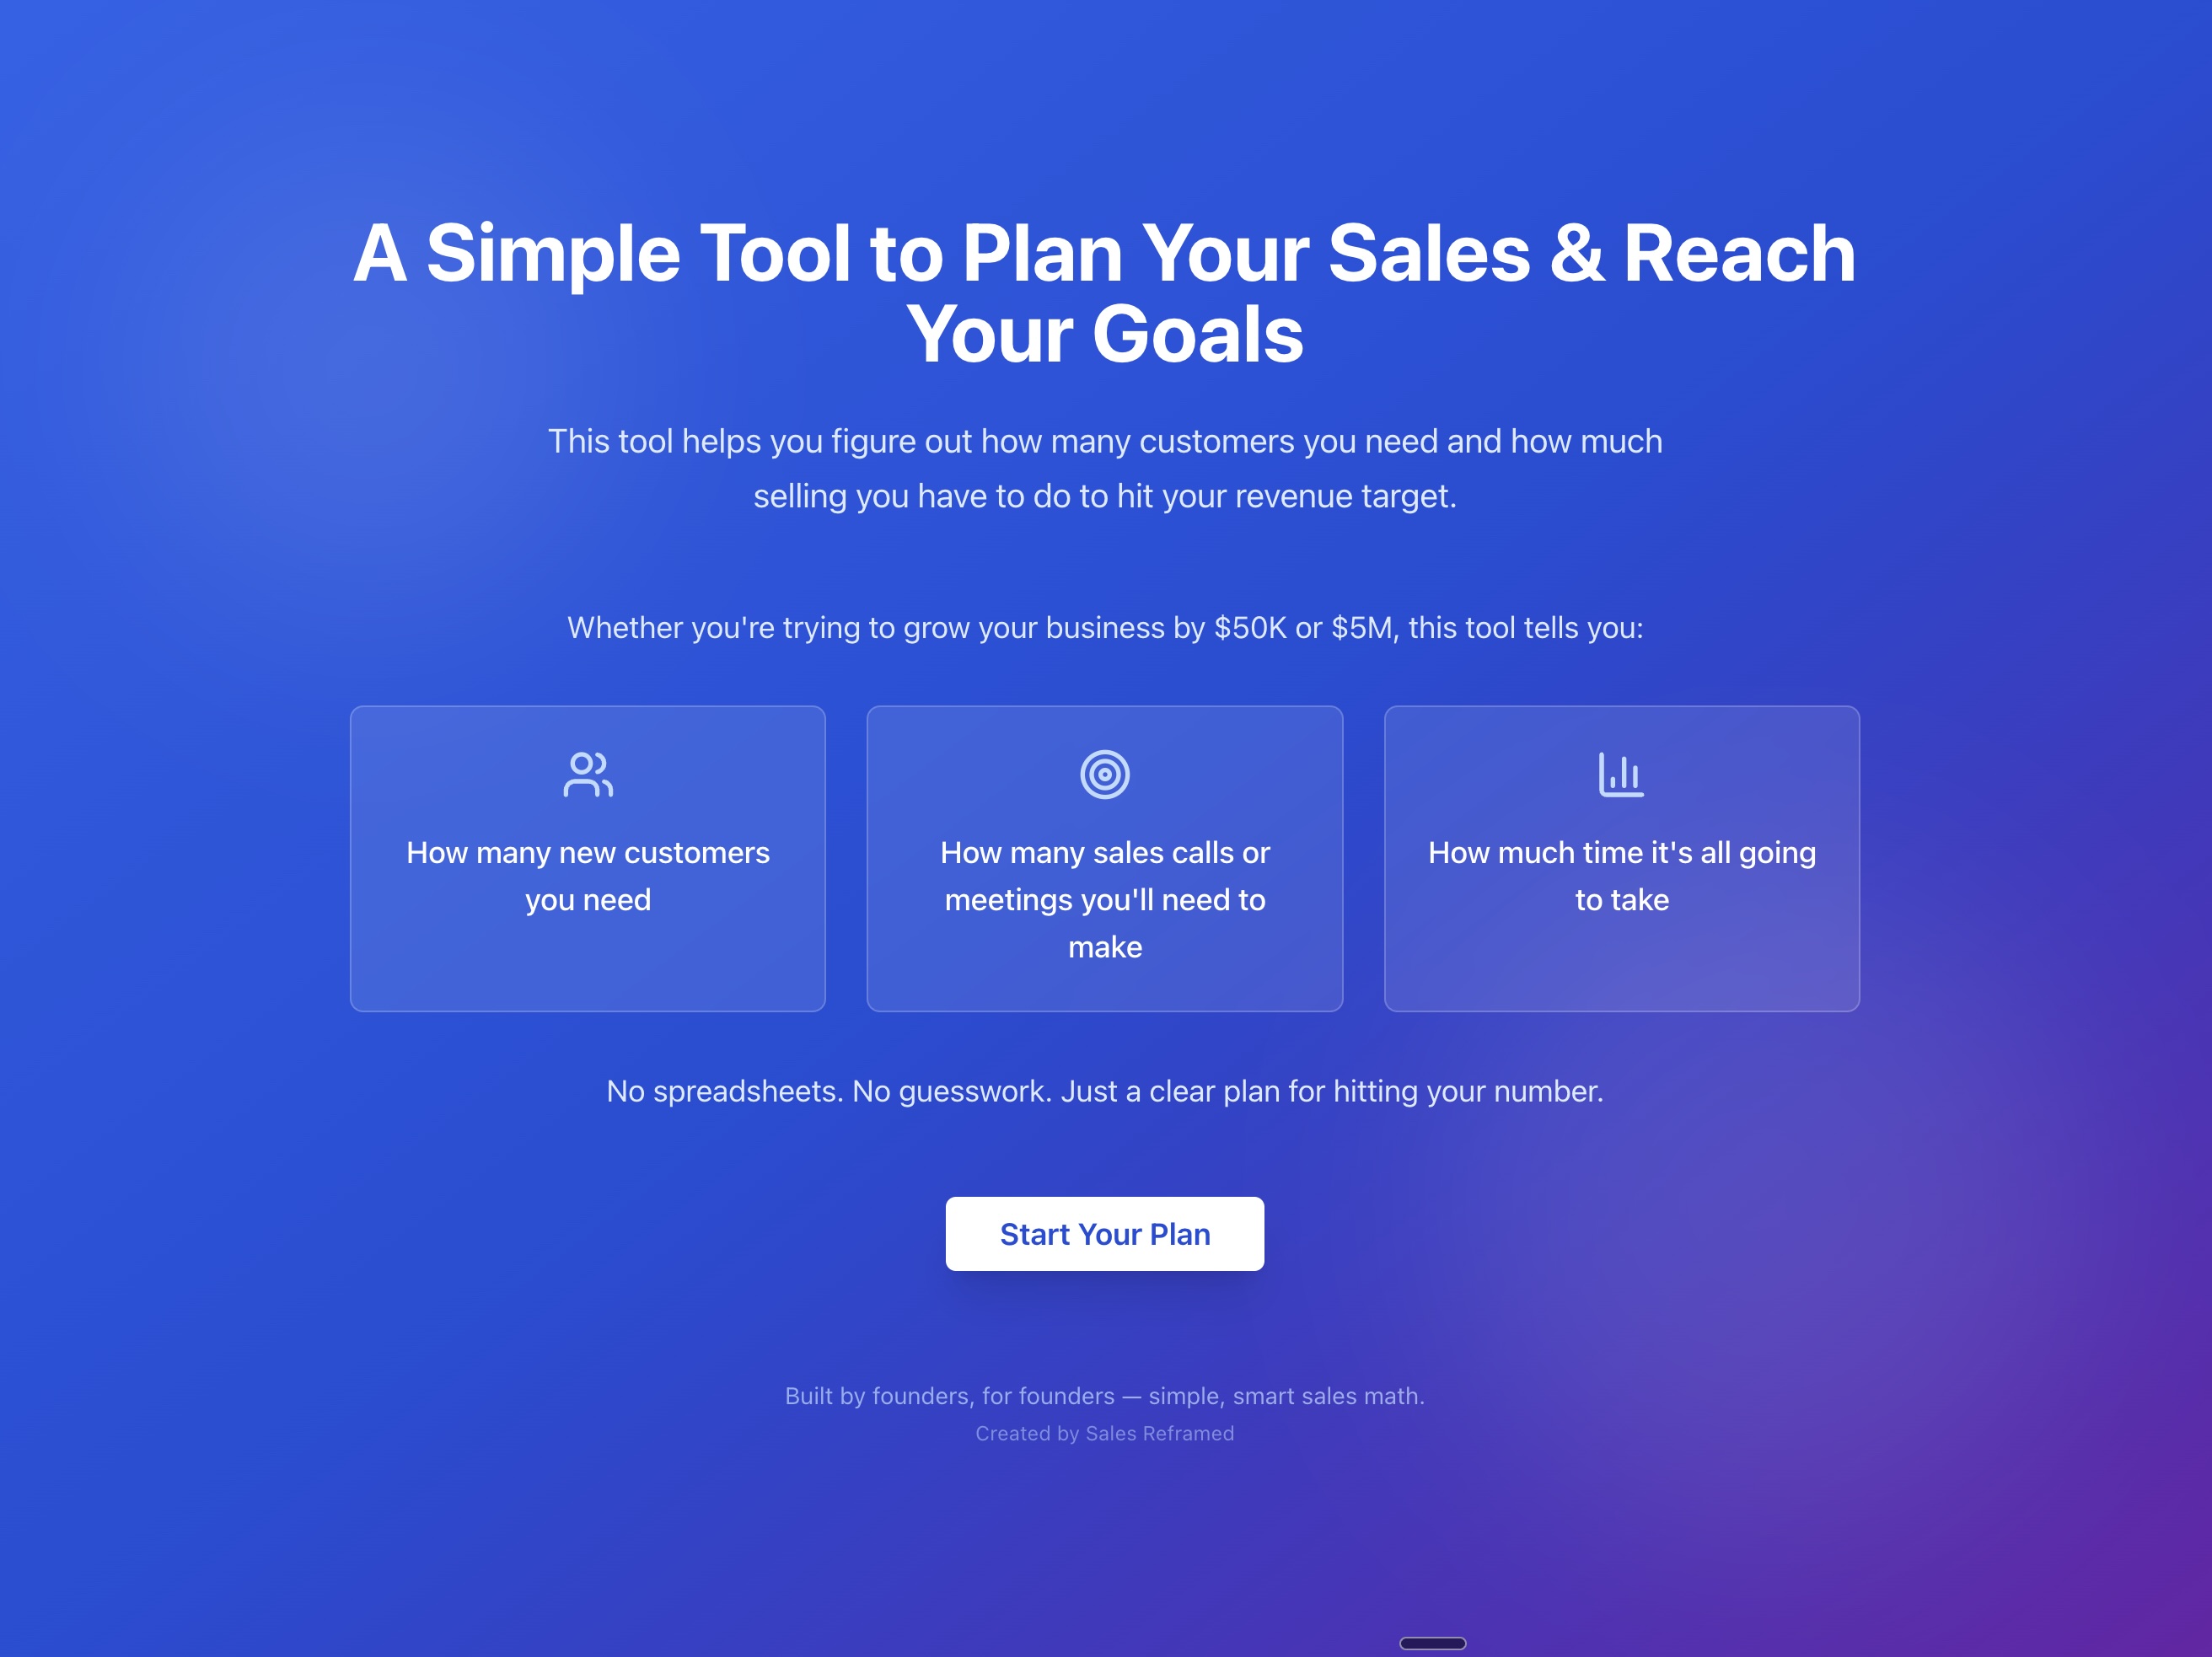 A Simple Tool to Plan Your Sales & Reach
Your Goals
This tool helps you figure out how many customers you need and how much
selling you have to do to hit your revenue target.
Whether you're trying to grow your business by $50K or $5M, this tool tells you:
How many new customers
you need
How many sales calls or
meetings you'll need to
make
How much time it's all going
to take
No spreadsheets. No guesswork. Just a clear plan for hitting your number.
Start Your Plan
Built by founders, for founders — simple, smart sales math.
Created by Sales Reframed